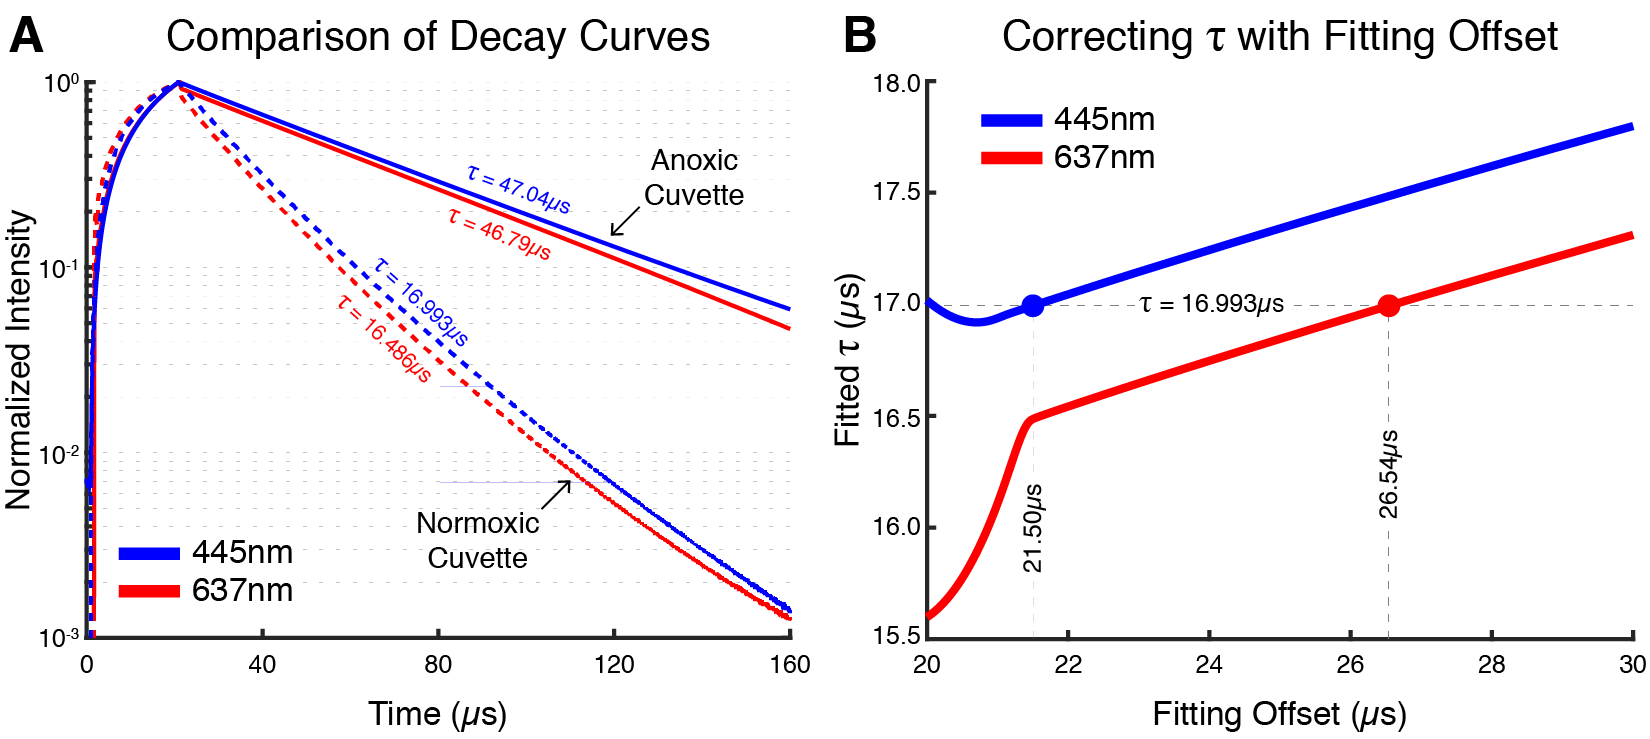 A
Comparison of Decay Curves
10⁰
10⁻¹
10⁻²
10⁻³
Normalized Intensity
Anoxic
Cuvette
τ = 47.04µs
τ = 46.79µs
τ = 16.993µs
τ = 16.486µs
Normoxic
Cuvette
445nm
637nm
0
40
80
120
160
Time (µs)
B
Correcting τ with Fitting Offset
18.0
17.5
17.0
16.5
16.0
15.5
Fitted τ (µs)
445nm
637nm
τ = 16.993µs
21.50µs
26.54µs
20
22
24
26
28
30
Fitting Offset (µs)